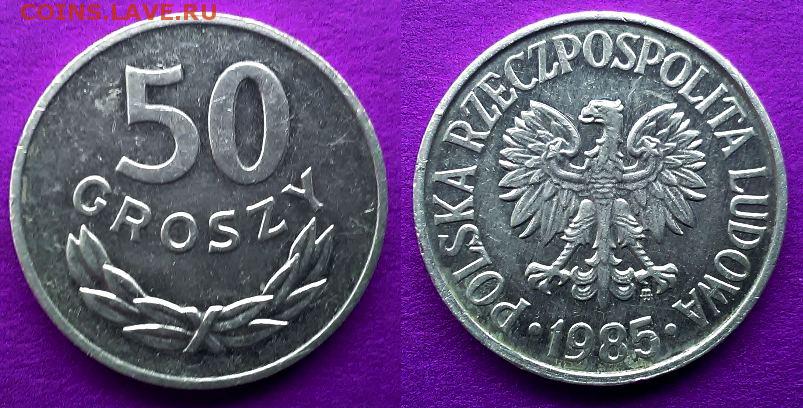 COINS.LAVE.RU
50
GROSZY
POLSKA RZECZPOSPOLITA LUDOWA
·1985·